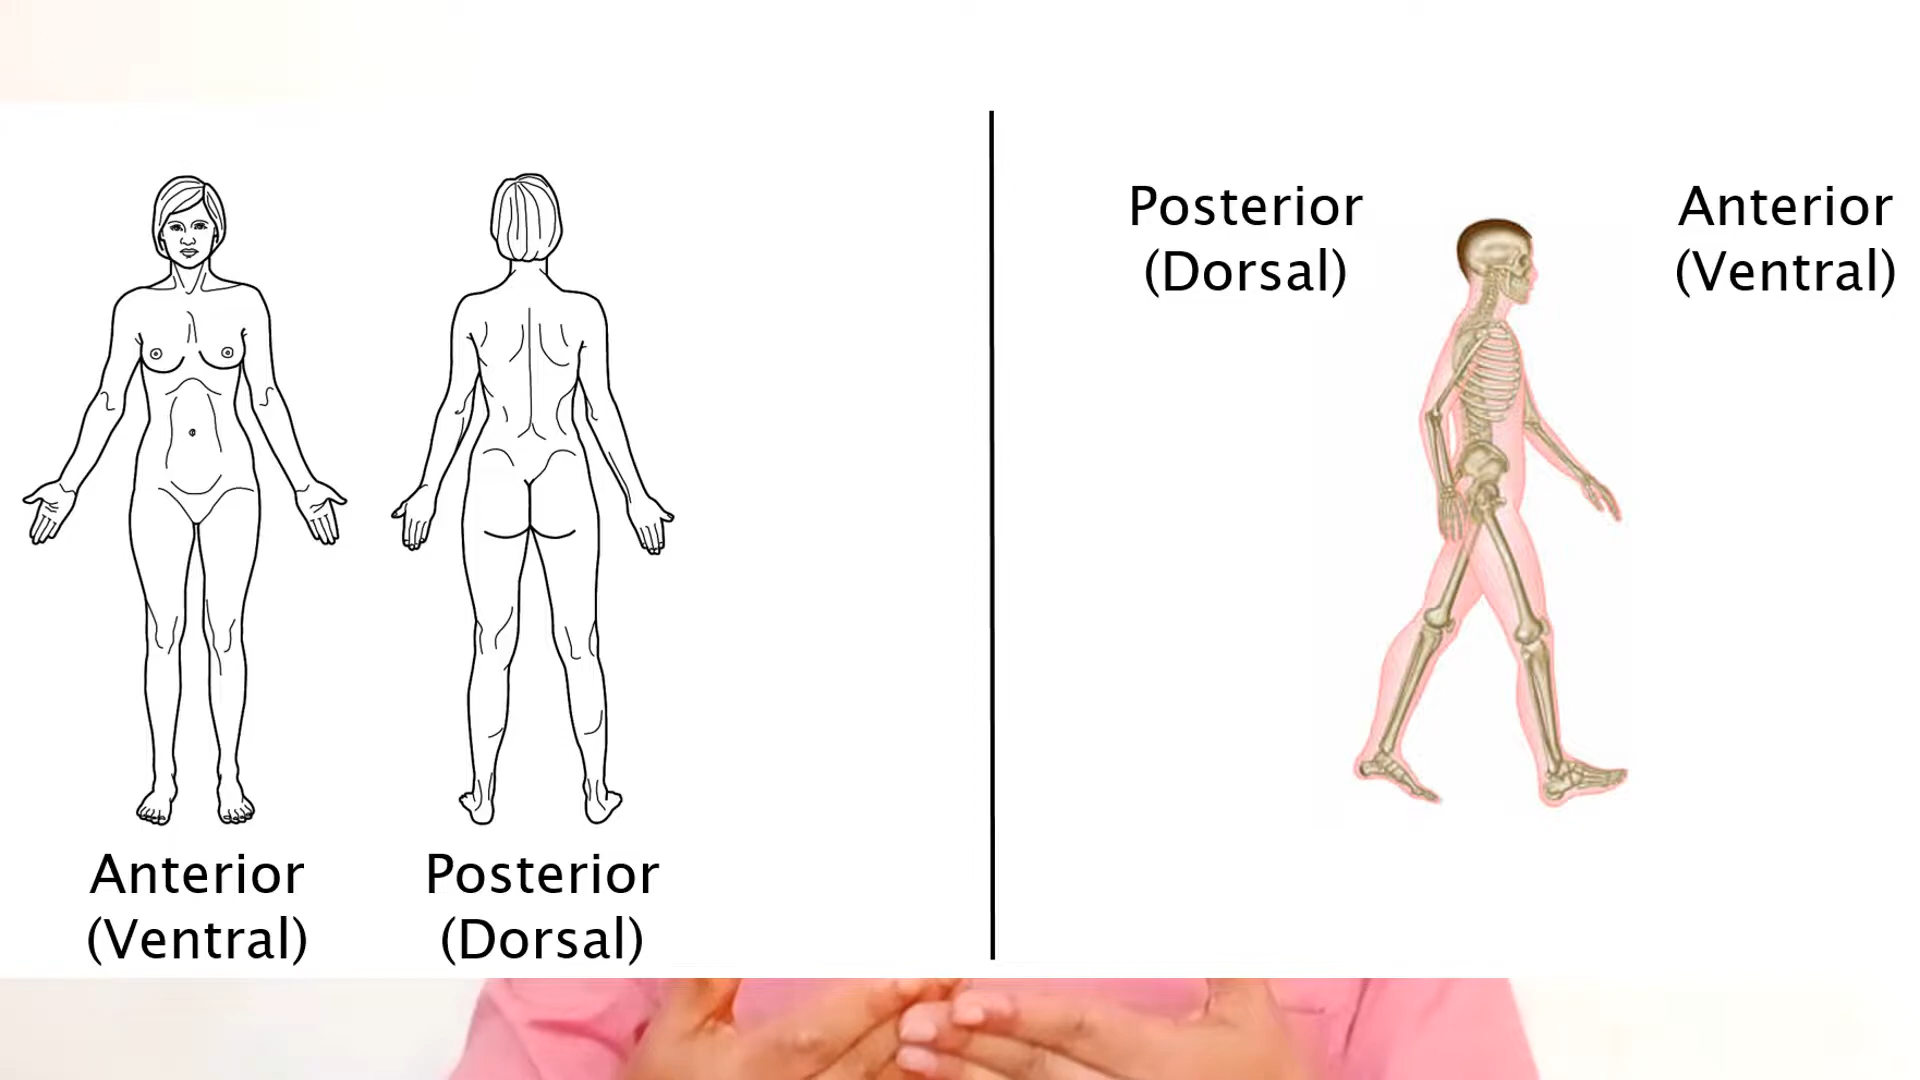 Anterior
(Ventral)
Posterior
(Dorsal)
Posterior
(Dorsal)
Anterior
(Ventral)